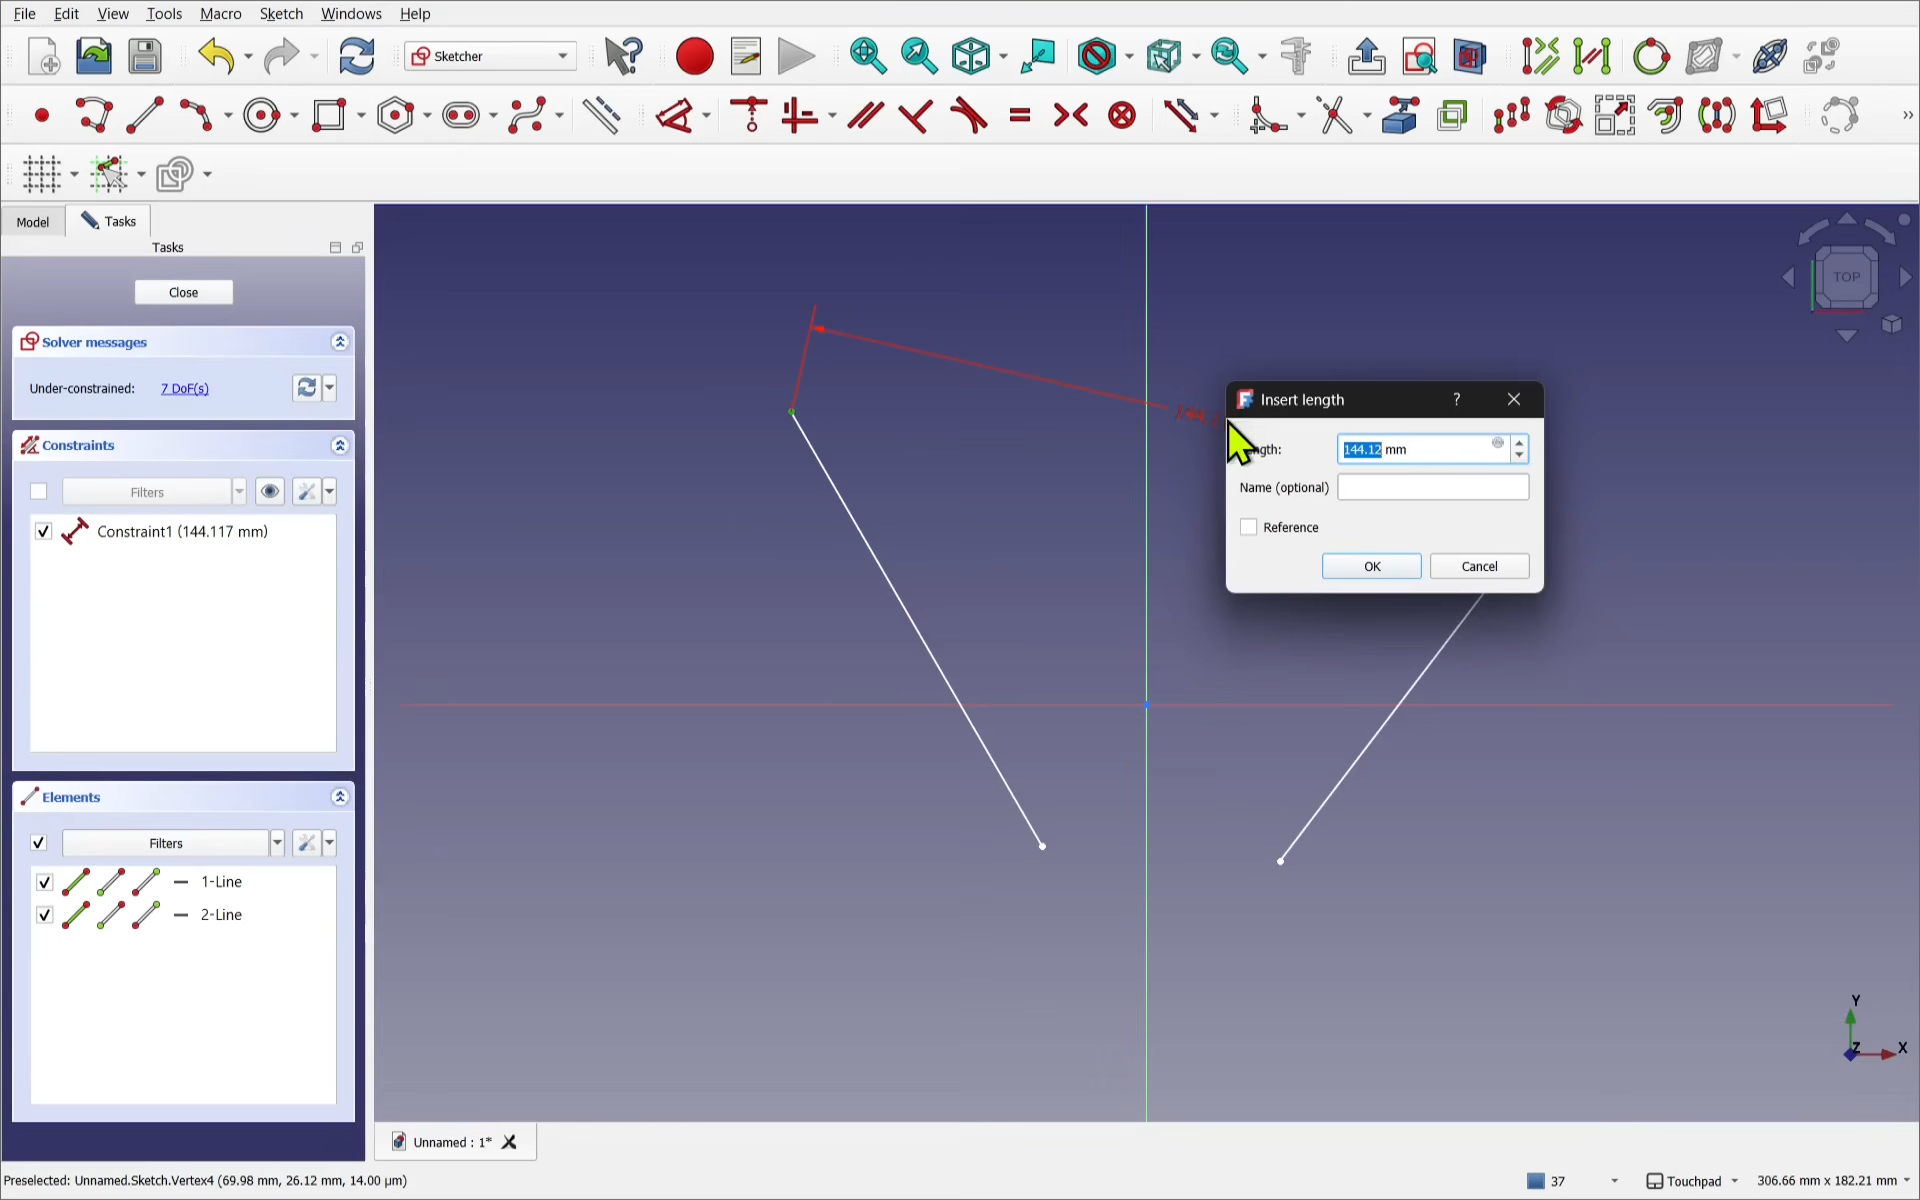 File Edit View Tools Macro Sketch Windows Help
Sketcher
Model Tasks
Tasks
Close
Solver messages
Under-constrained: 7 DoF(s)
Constraints
Filters
Constraint1 (144.117 mm)
Elements
Filters
1-Line
2-Line
TOP
Insert length ?
144.12 mm
Name (optional)
Reference
OK Cancel
Y
Z X
Unnamed : 1*
Preselected: Unnamed.Sketch.Vertex4 (69.98 mm, 26.12 mm, 14.00 µm)
37 Touchpad 306.66 mm x 182.21 mm